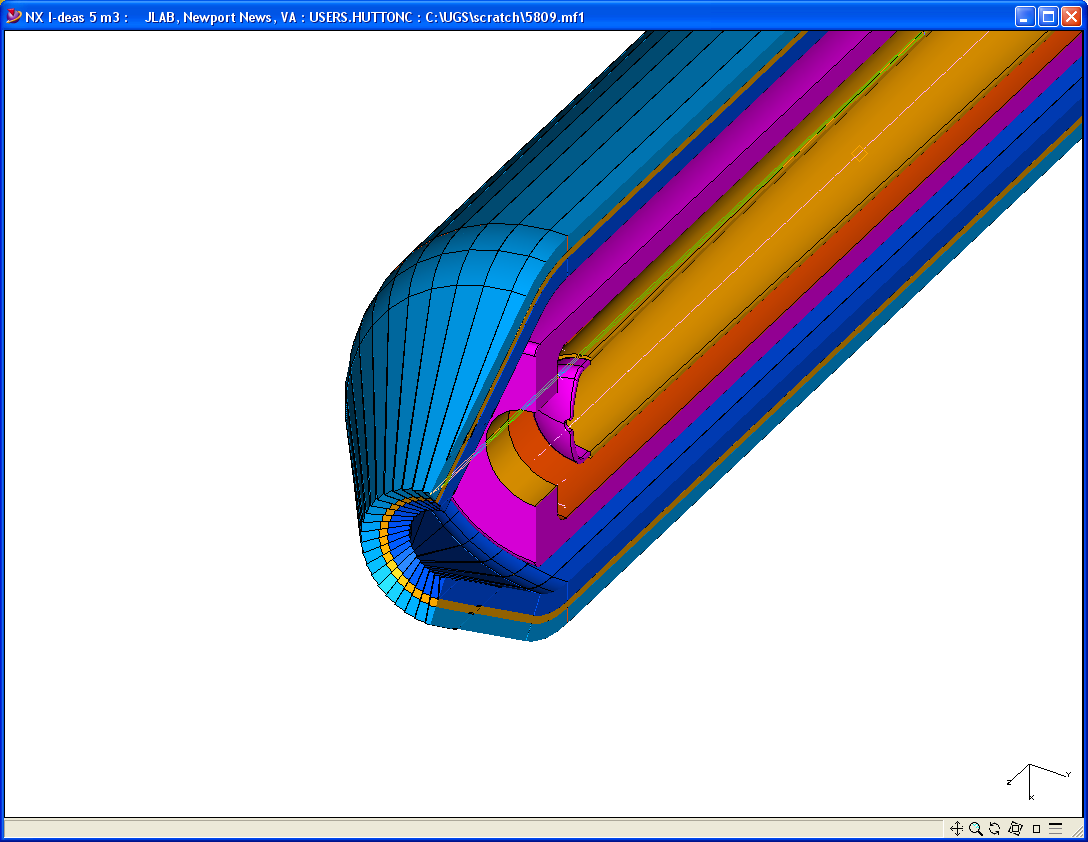 NX I-deas 5 m3 : JLAB, Newport News, VA : USERS.HUTTONC : C:\UGS\scratch\5809.mf1
Y
Z
X